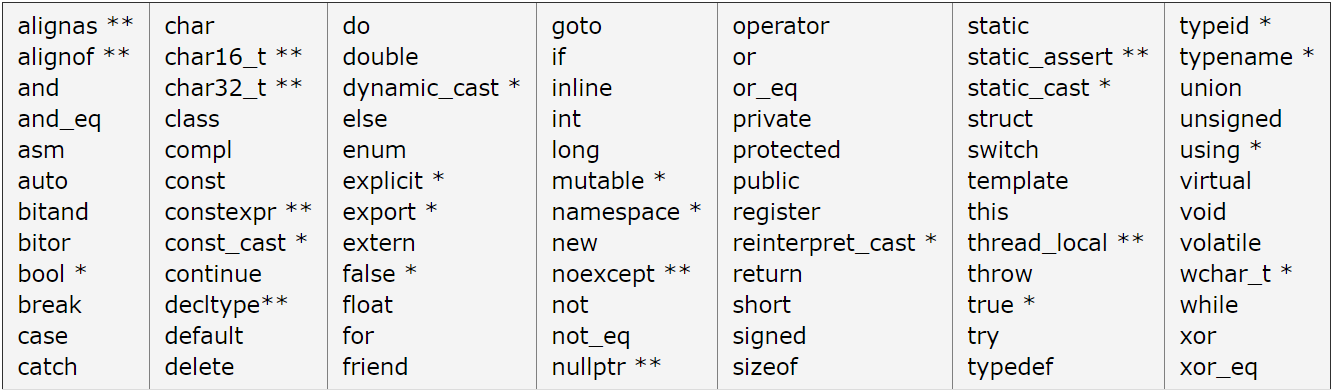 alignas ** char do goto operator static typeid *
alignof ** char16_t ** double if or static_assert ** typename *
and char32_t ** dynamic_cast * inline or_eq static_cast * union
and_eq class else int private struct unsigned
asm compl enum long protected switch using *
auto const explicit * mutable * public template virtual
bitand constexpr ** export * namespace * register this void
bitor const_cast * extern new reinterpret_cast * thread_local ** volatile
bool * continue false * noexcept ** return throw wchar_t *
break decltype** float not short true * while
case default for not_eq signed try xor
catch delete friend nullptr ** sizeof typedef xor_eq